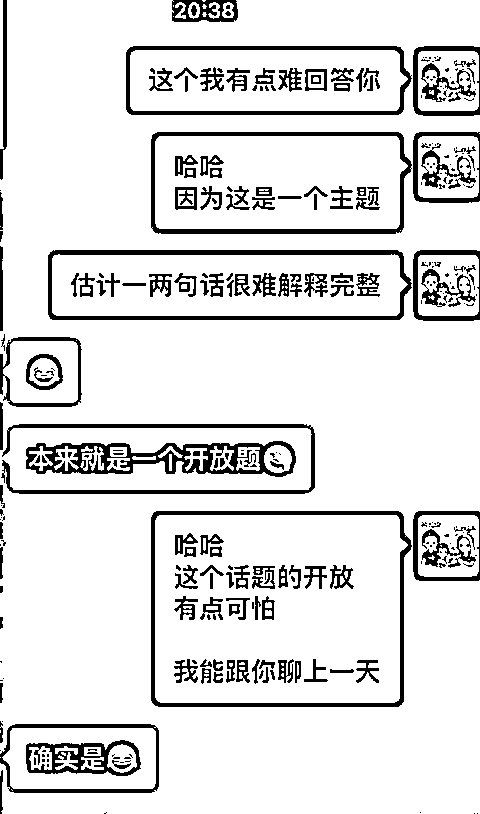 20:38
这个我有点难回答你
哈哈
因为这是一个主题
估计一两句话很难解释完整
本来就是一个开放题
哈哈
这个话题的开放
有点可怕
我能跟你聊上一天
确实是